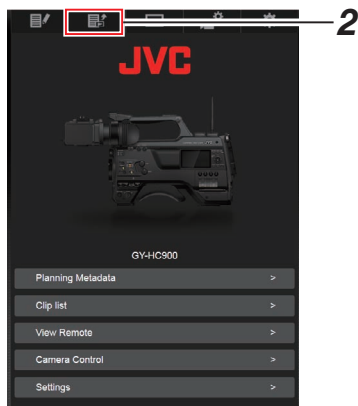 2
JVC
GY-HC900
Planning Metadata >
Clip list >
View Remote >
Camera Control >
Settings >